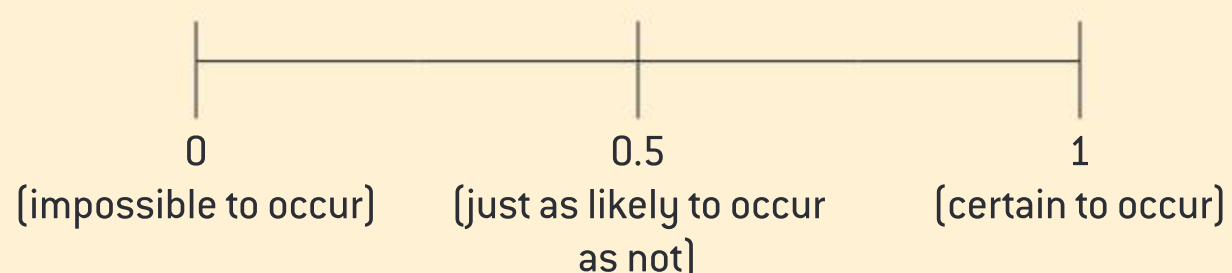 0 0.5 1
(impossible to occur) (just as likely to occur (certain to occur)
as not)